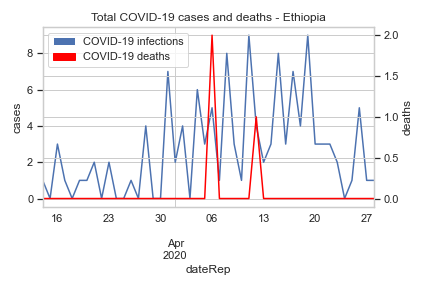 Total COVID-19 cases and deaths - Ethiopia
COVID-19 infections
COVID-19 deaths
cases
8
6
4
2
0
deaths
2.0
1.5
1.0
0.5
0.0
16 23 30 06 13 20 27
Apr
2020
dateRep